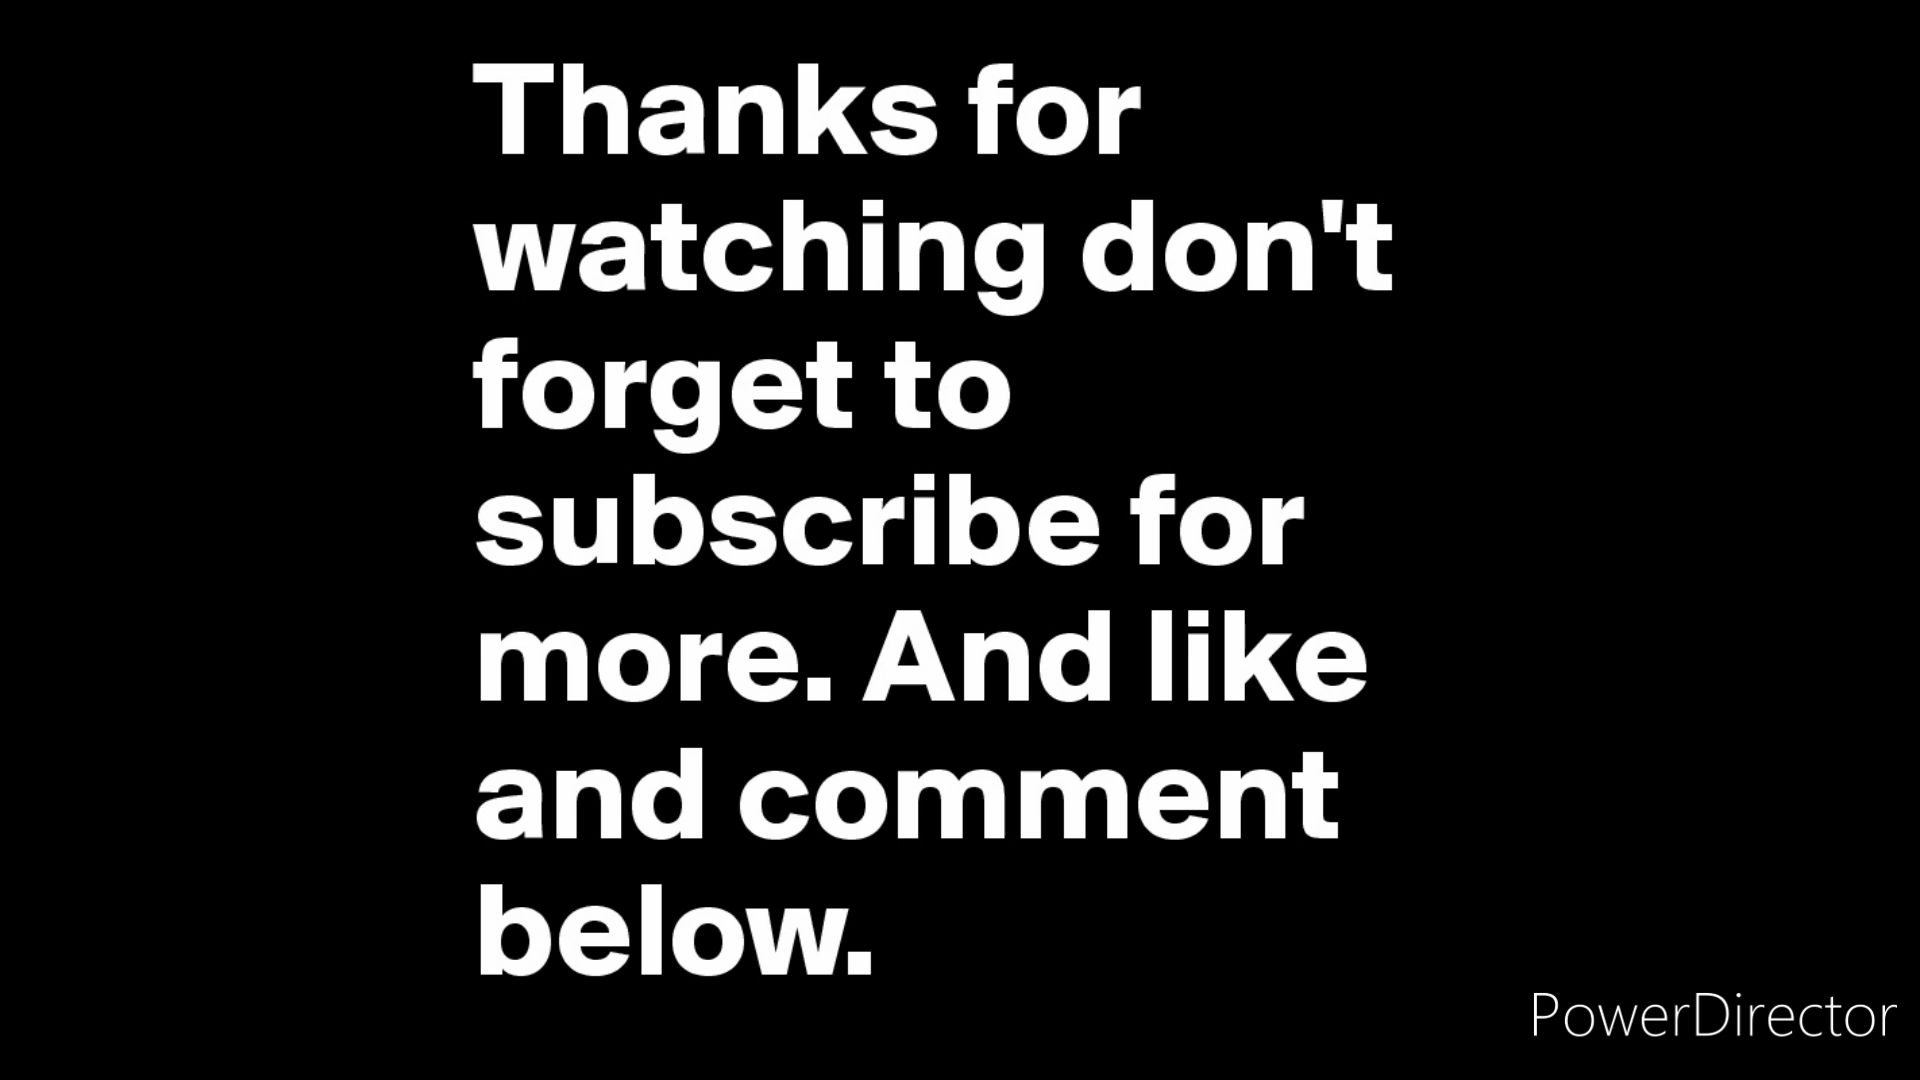 Thanks for
watching don't
forget to
subscribe for
more. And like
and comment
below.
PowerDirector